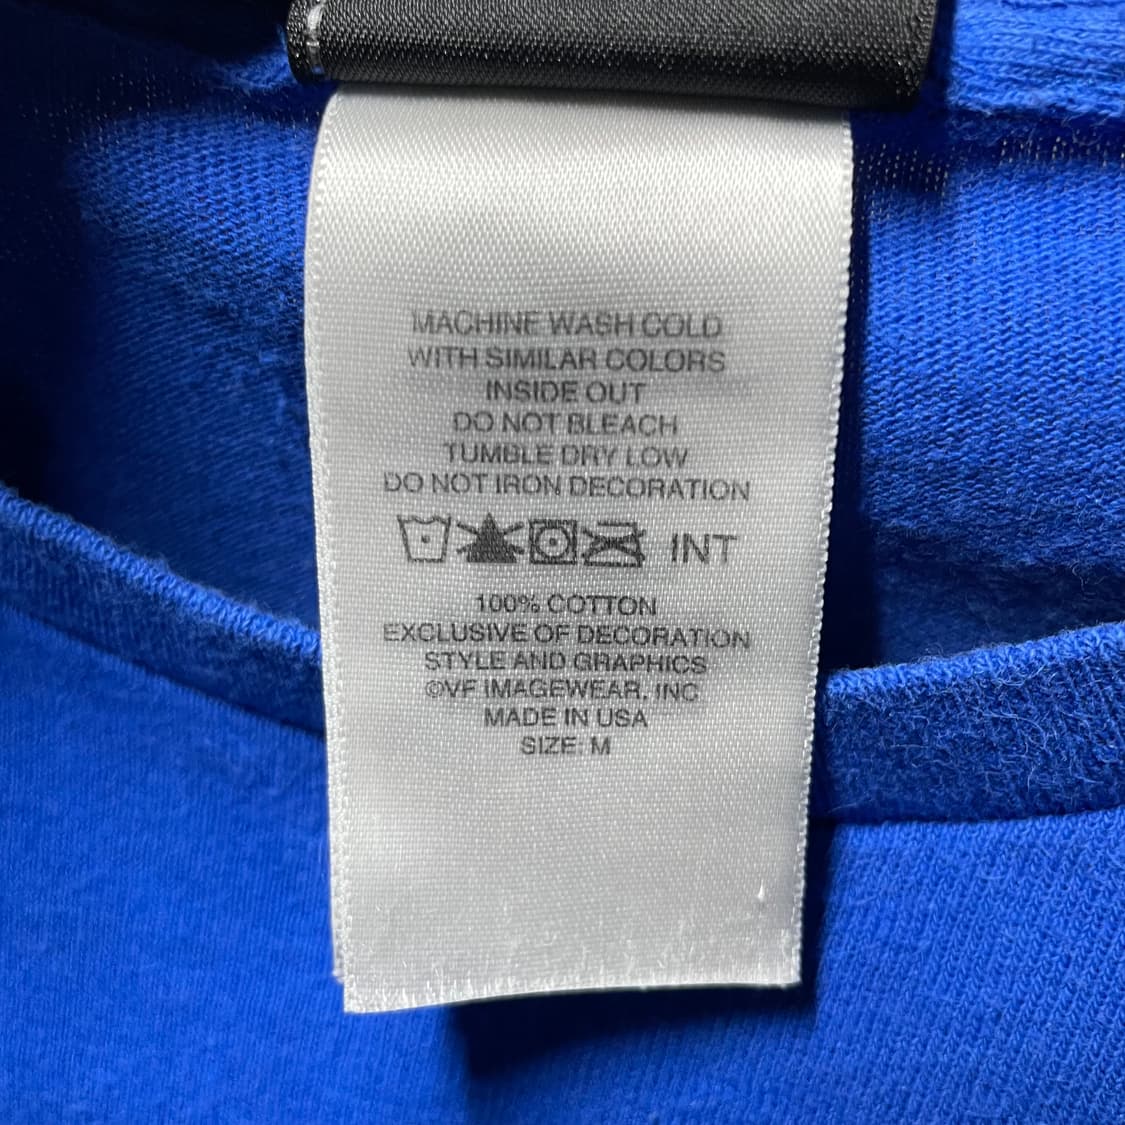 MACHINE WASH COLD
WITH SIMILAR COLORS
INSIDE OUT
DO NOT BLEACH
TUMBLE DRY LOW
DO NOT IRON DECORATION
INT
100% COTTON
EXCLUSIVE OF DECORATION
STYLE AND GRAPHICS
©VF IMAGEWEAR, INC
MADE IN USA
SIZE: M